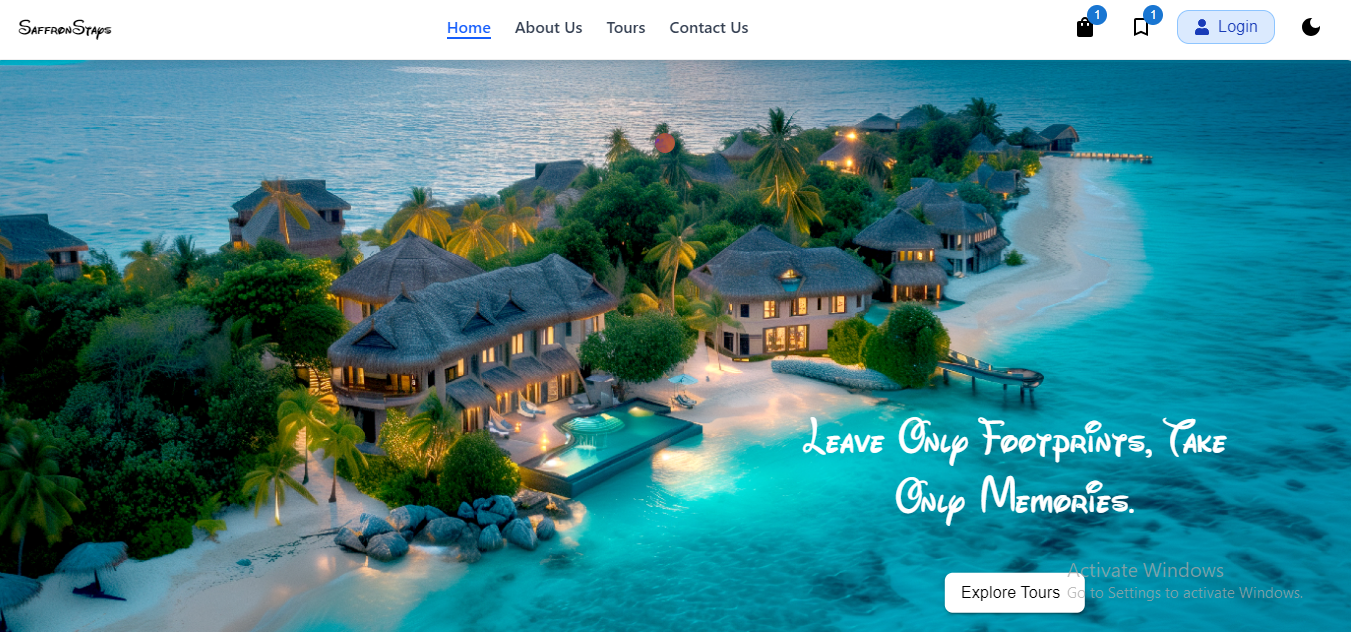 SaffronStays
Home About Us Tours Contact Us
1 1 Login
Leave Only Footprints, Take
Only Memories.
Activate Windows
Explore Tours Go to Settings to activate Windows.